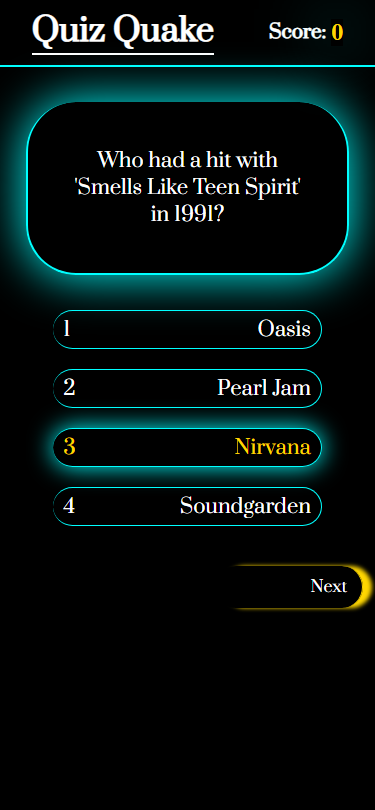 Quiz Quake
Score: 0
Who had a hit with
'Smells Like Teen Spirit'
in 1991?
1 Oasis
2 Pearl Jam
3 Nirvana
4 Soundgarden
Next